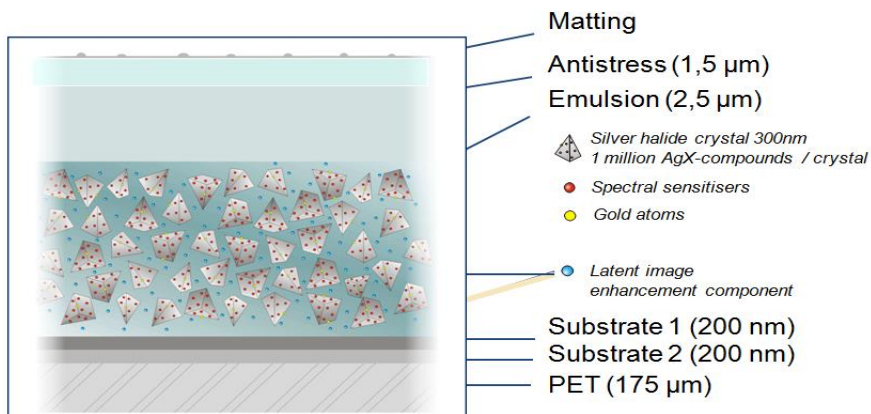 Matting
Antistress (1,5 µm)
Emulsion (2,5 µm)
Silver halide crystal 300nm
1 million AgX-compounds / crystal
Spectral sensitisers
Gold atoms
Latent image
enhancement component
Substrate 1 (200 nm)
Substrate 2 (200 nm)
PET (175 µm)